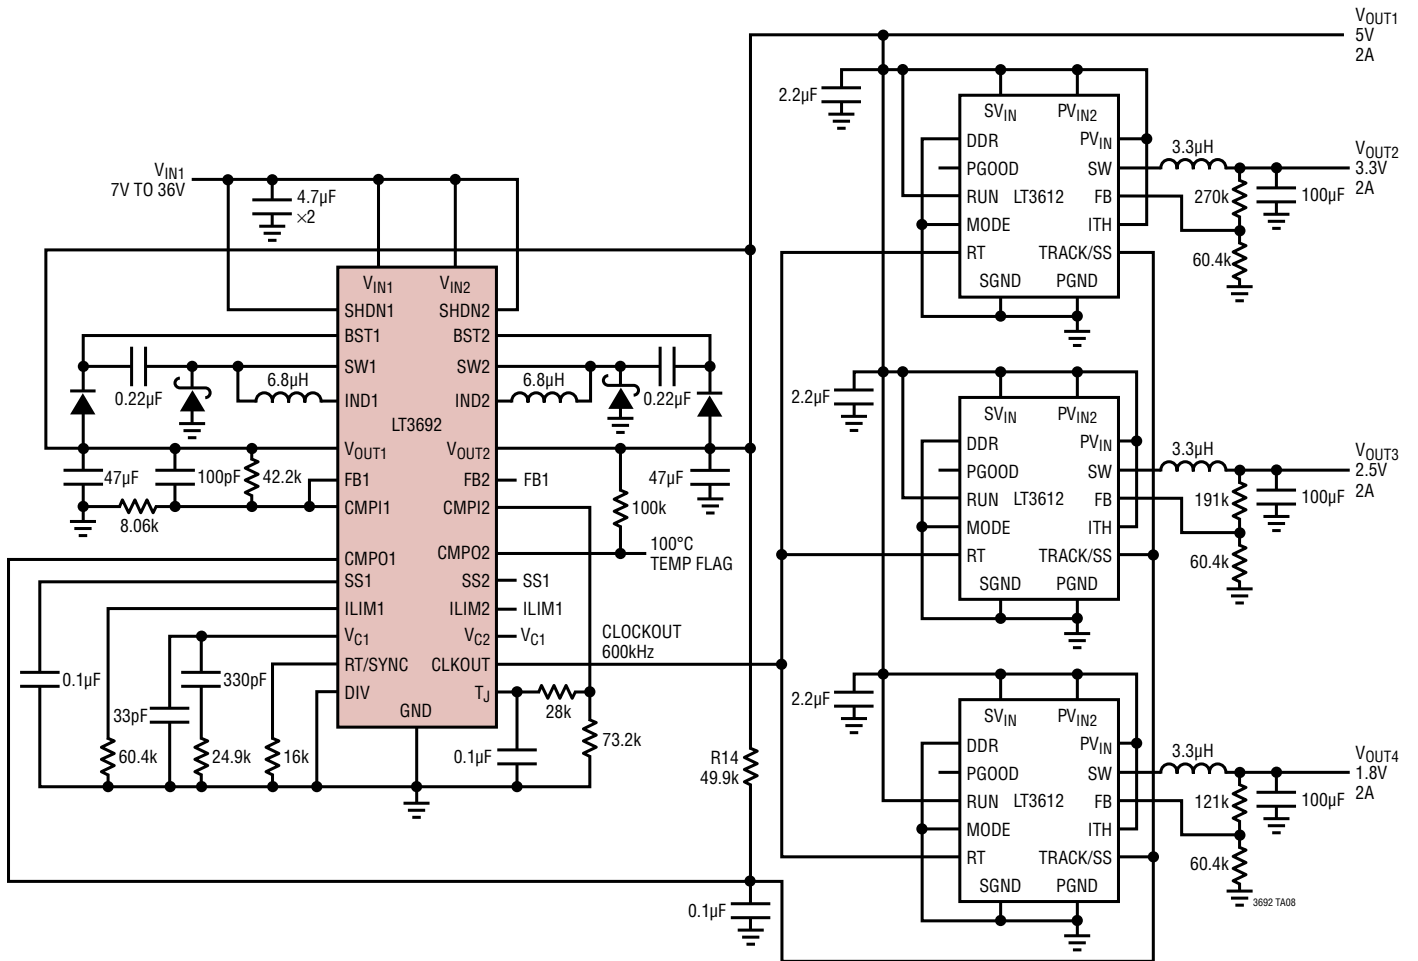 VOUT1
5V
2A
2.2µF
SVIN
PVIN2
DDR
PVIN
PGOOD
SW
RUN
LT3612
FB
MODE
ITH
RT
TRACK/SS
SGND
PGND
3.3µH
VOUT2
3.3V
2A
270k
100µF
60.4k
VIN1
7V TO 36V
4.7µF
×2
VIN1
VIN2
SHDN1
SHDN2
BST1
BST2
SW1
SW2
0.22µF
6.8µH
IND1
IND2
6.8µH
0.22µF
LT3692
VOUT1
VOUT2
47µF
100pF
42.2k
FB1
FB2
FB1
47µF
8.06k
CMPI1
CMPI2
100k
CMPO1
CMPO2
100°C
TEMP FLAG
SS1
SS2
SS1
ILIM1
ILIM2
ILIM1
VC1
VC2
VC1
CLOCKOUT
600kHz
RT/SYNC
CLKOUT
0.1µF
330pF
DIV
TJ
28k
33pF
GND
60.4k
24.9k
16k
0.1µF
73.2k
R14
49.9k
0.1µF
2.2µF
SVIN
PVIN2
DDR
PVIN
PGOOD
SW
RUN
LT3612
FB
MODE
ITH
RT
TRACK/SS
SGND
PGND
3.3µH
VOUT3
2.5V
2A
191k
100µF
60.4k
2.2µF
SVIN
PVIN2
DDR
PVIN
PGOOD
SW
RUN
LT3612
FB
MODE
ITH
RT
TRACK/SS
SGND
PGND
3.3µH
VOUT4
1.8V
2A
121k
100µF
60.4k
3692 TA08